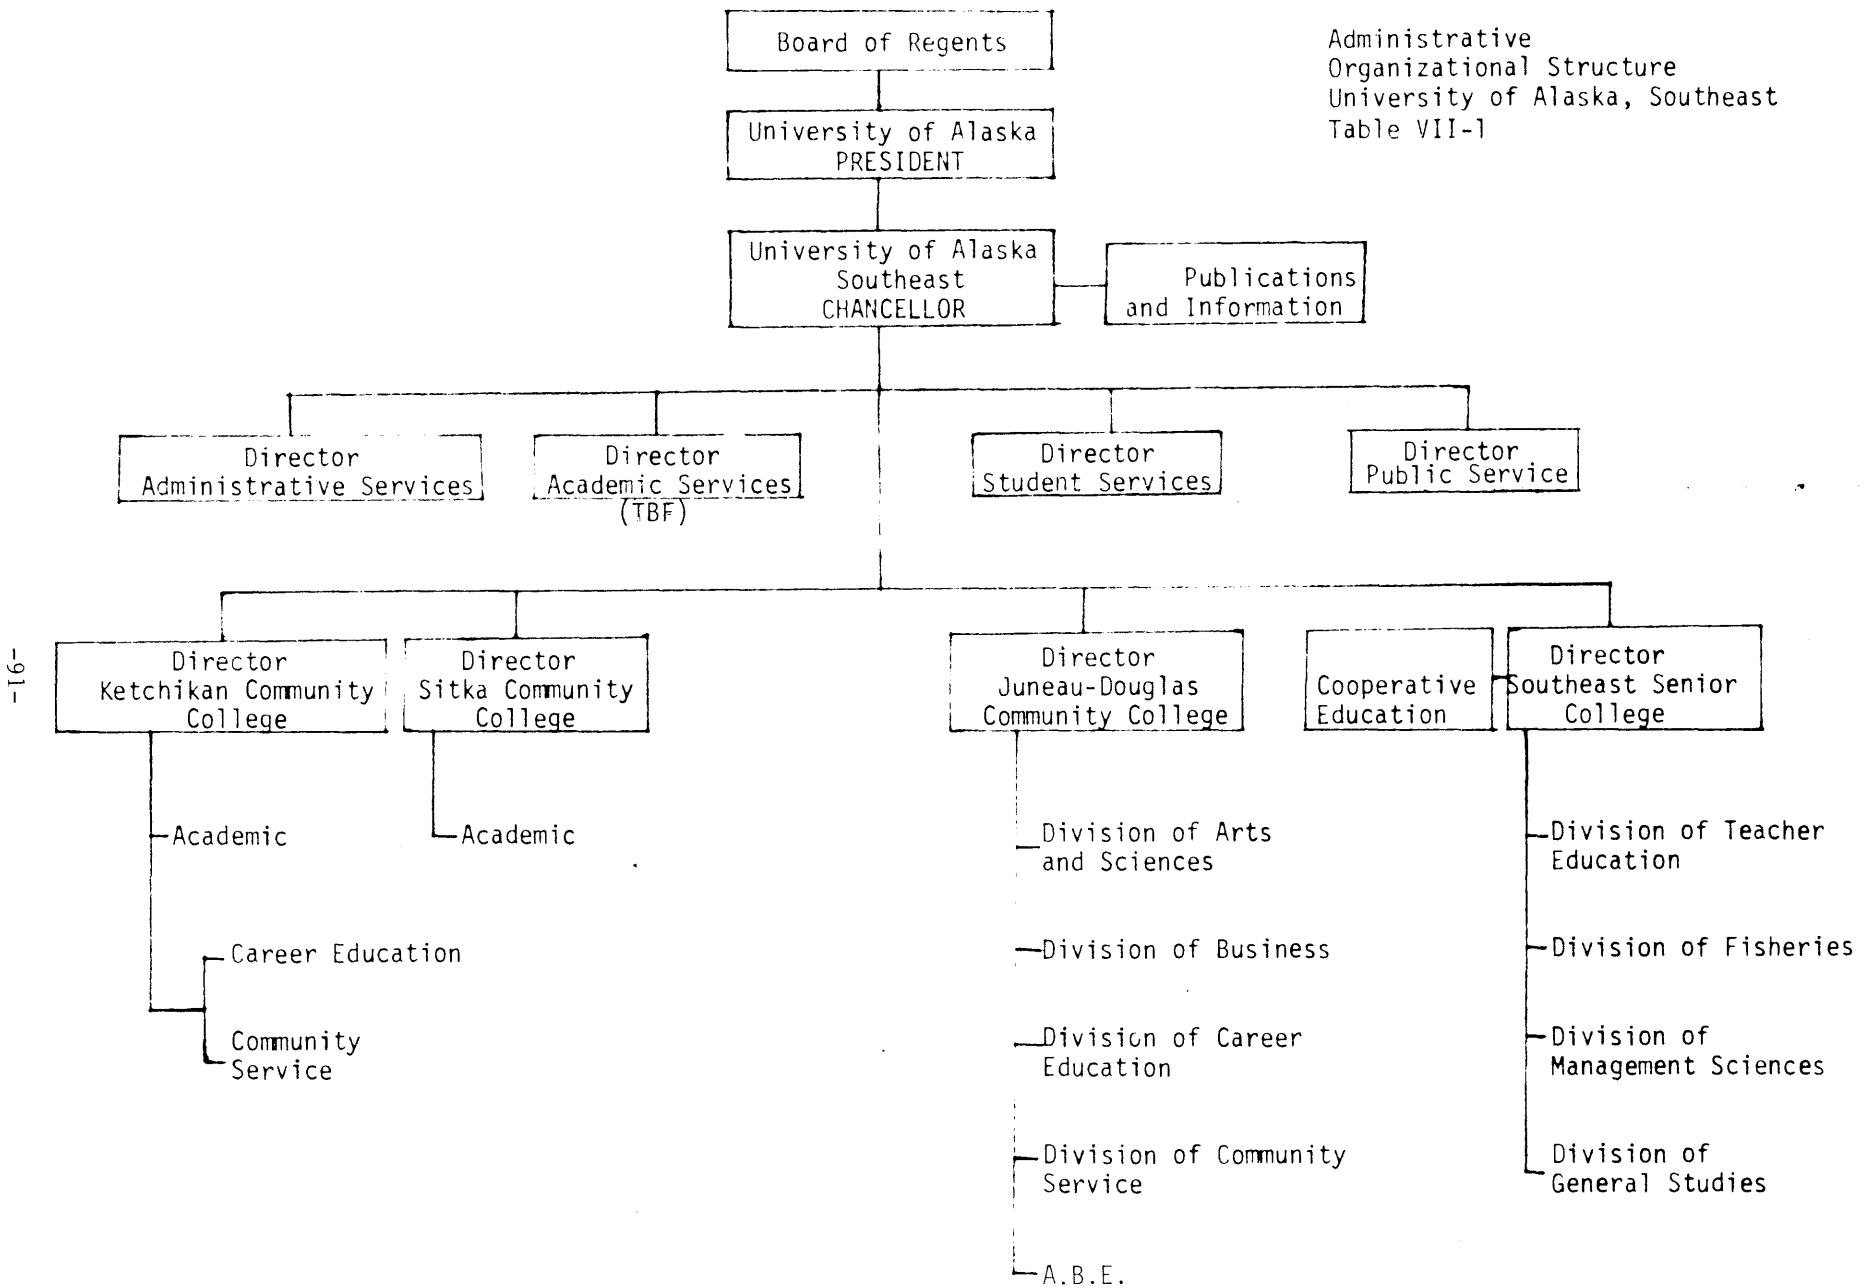 Administrative
Organizational Structure
University of Alaska, Southeast
Table VII-1
Board of Regents
University of Alaska
PRESIDENT
University of Alaska
Southeast
CHANCELLOR
Publications
and Information
Director
Administrative Services
Director
Academic Services
(TBF)
Director
Student Services
Director
Public Service
Director
Ketchikan Community
College
Director
Sitka Community
College
Director
Juneau-Douglas
Community College
Cooperative
Education
Director
Southeast Senior
College
Academic
Career Education
Community
Service
Academic
Division of Arts
and Sciences
Division of Business
Division of Career
Education
Division of Community
Service
A.B.E.
Division of Teacher
Education
Division of Fisheries
Division of
Management Sciences
Division of
General Studies
-91-